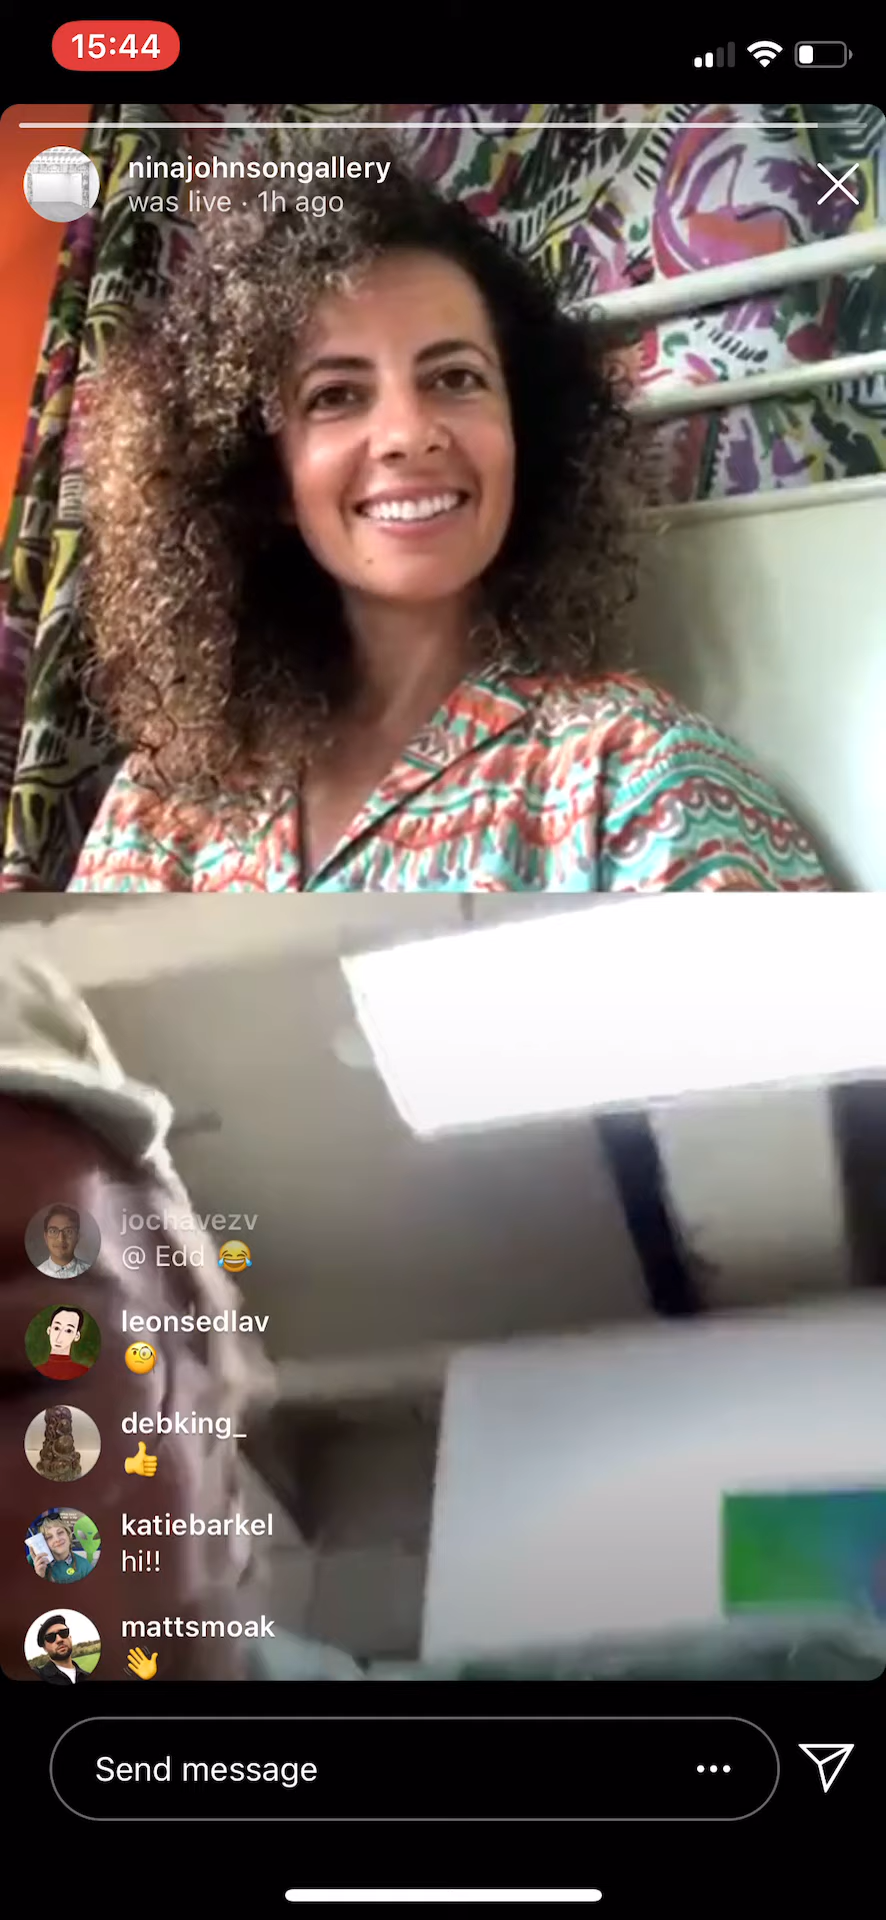 15:44
ninajohnsongallery
was live · 1h ago
jochavezv
@ Edd 😂
leonsedlav
🧐
debking_
👍
katiebarkel
hi!!
mattsmoak
👋
Send message